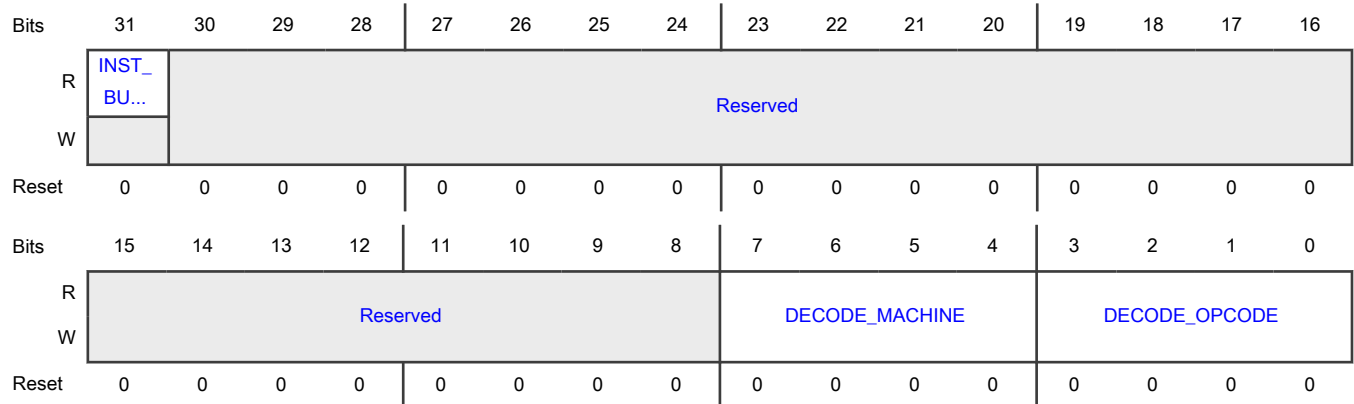 Bits 31 30 29 28 27 26 25 24 23 22 21 20 19 18 17 16
R INST_
BU...
Reserved
W
Reset 0 0 0 0 0 0 0 0 0 0 0 0 0 0 0 0
Bits 15 14 13 12 11 10 9 8 7 6 5 4 3 2 1 0
R
Reserved DECODE_MACHINE DECODE_OPCODE
W
Reset 0 0 0 0 0 0 0 0 0 0 0 0 0 0 0 0